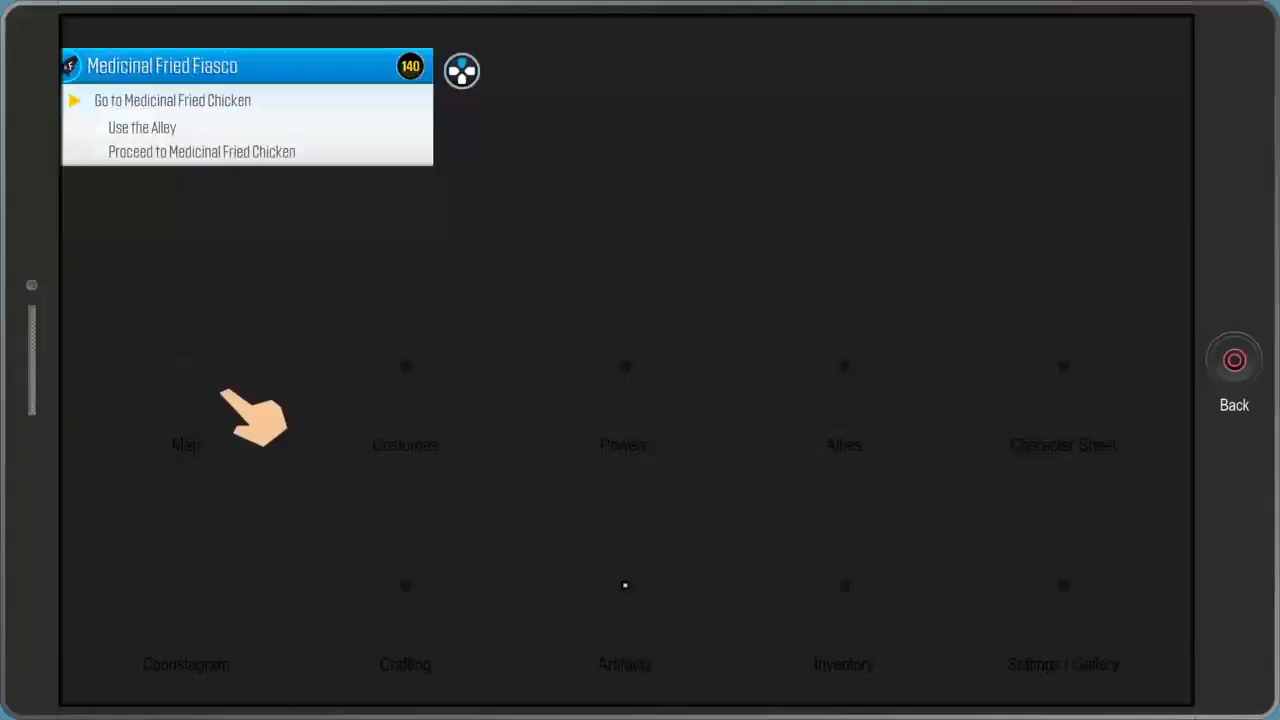 Medicinal Fried Fiasco 140
Go to Medicinal Fried Chicken
Use the Alley
Proceed to Medicinal Fried Chicken
Back
Map Costumes Powers Allies Character Sheet
Coonstagram Crafting Artifacts Inventory Settings / Gallery